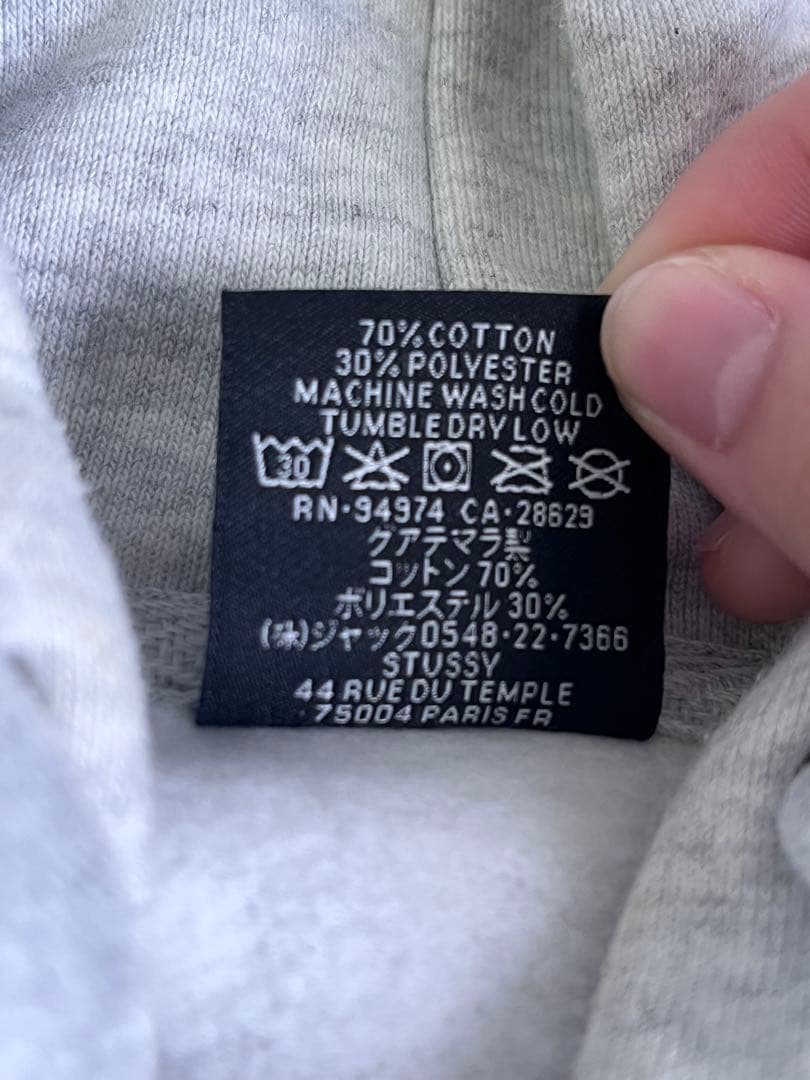 70% COTTON
30% POLYESTER
MACHINE WASH COLD
TUMBLE DRY LOW
30
RN·94974 CA·28629
グアテマラ製
コットン 70%
ポリエステル 30%
(株)ジャック0548·22·7366
STUSSY
44 RUE DU TEMPLE
75004 PARIS FR